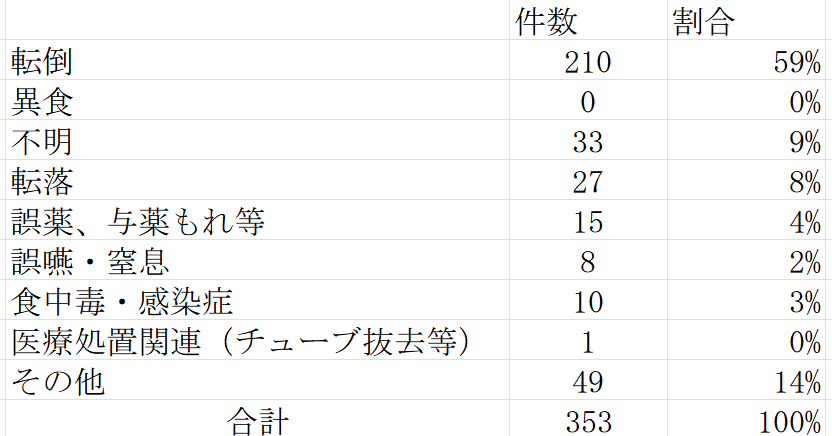 件数 割合
転倒 210 59%
異食 0 0%
不明 33 9%
転落 27 8%
誤薬、与薬もれ等 15 4%
誤嚥・窒息 8 2%
食中毒・感染症 10 3%
医療処置関連（チューブ抜去等） 1 0%
その他 49 14%
合計 353 100%